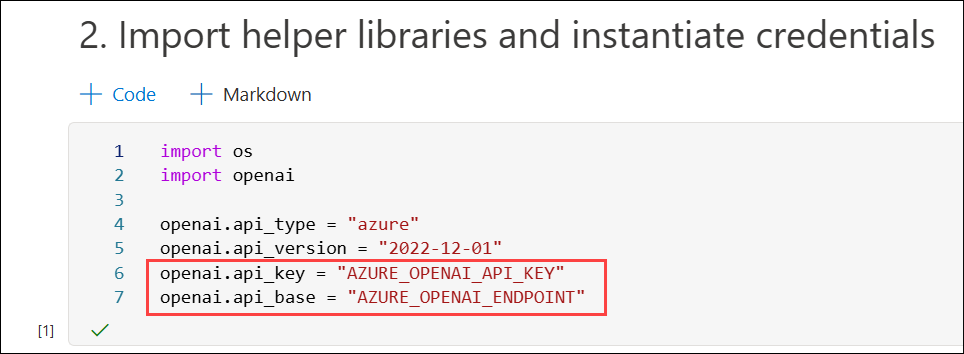 2. Import helper libraries and instantiate credentials
+ Code + Markdown
1 import os
2 import openai
3
4 openai.api_type = "azure"
5 openai.api_version = "2022-12-01"
6 openai.api_key = "AZURE_OPENAI_API_KEY"
7 openai.api_base = "AZURE_OPENAI_ENDPOINT"
[1]